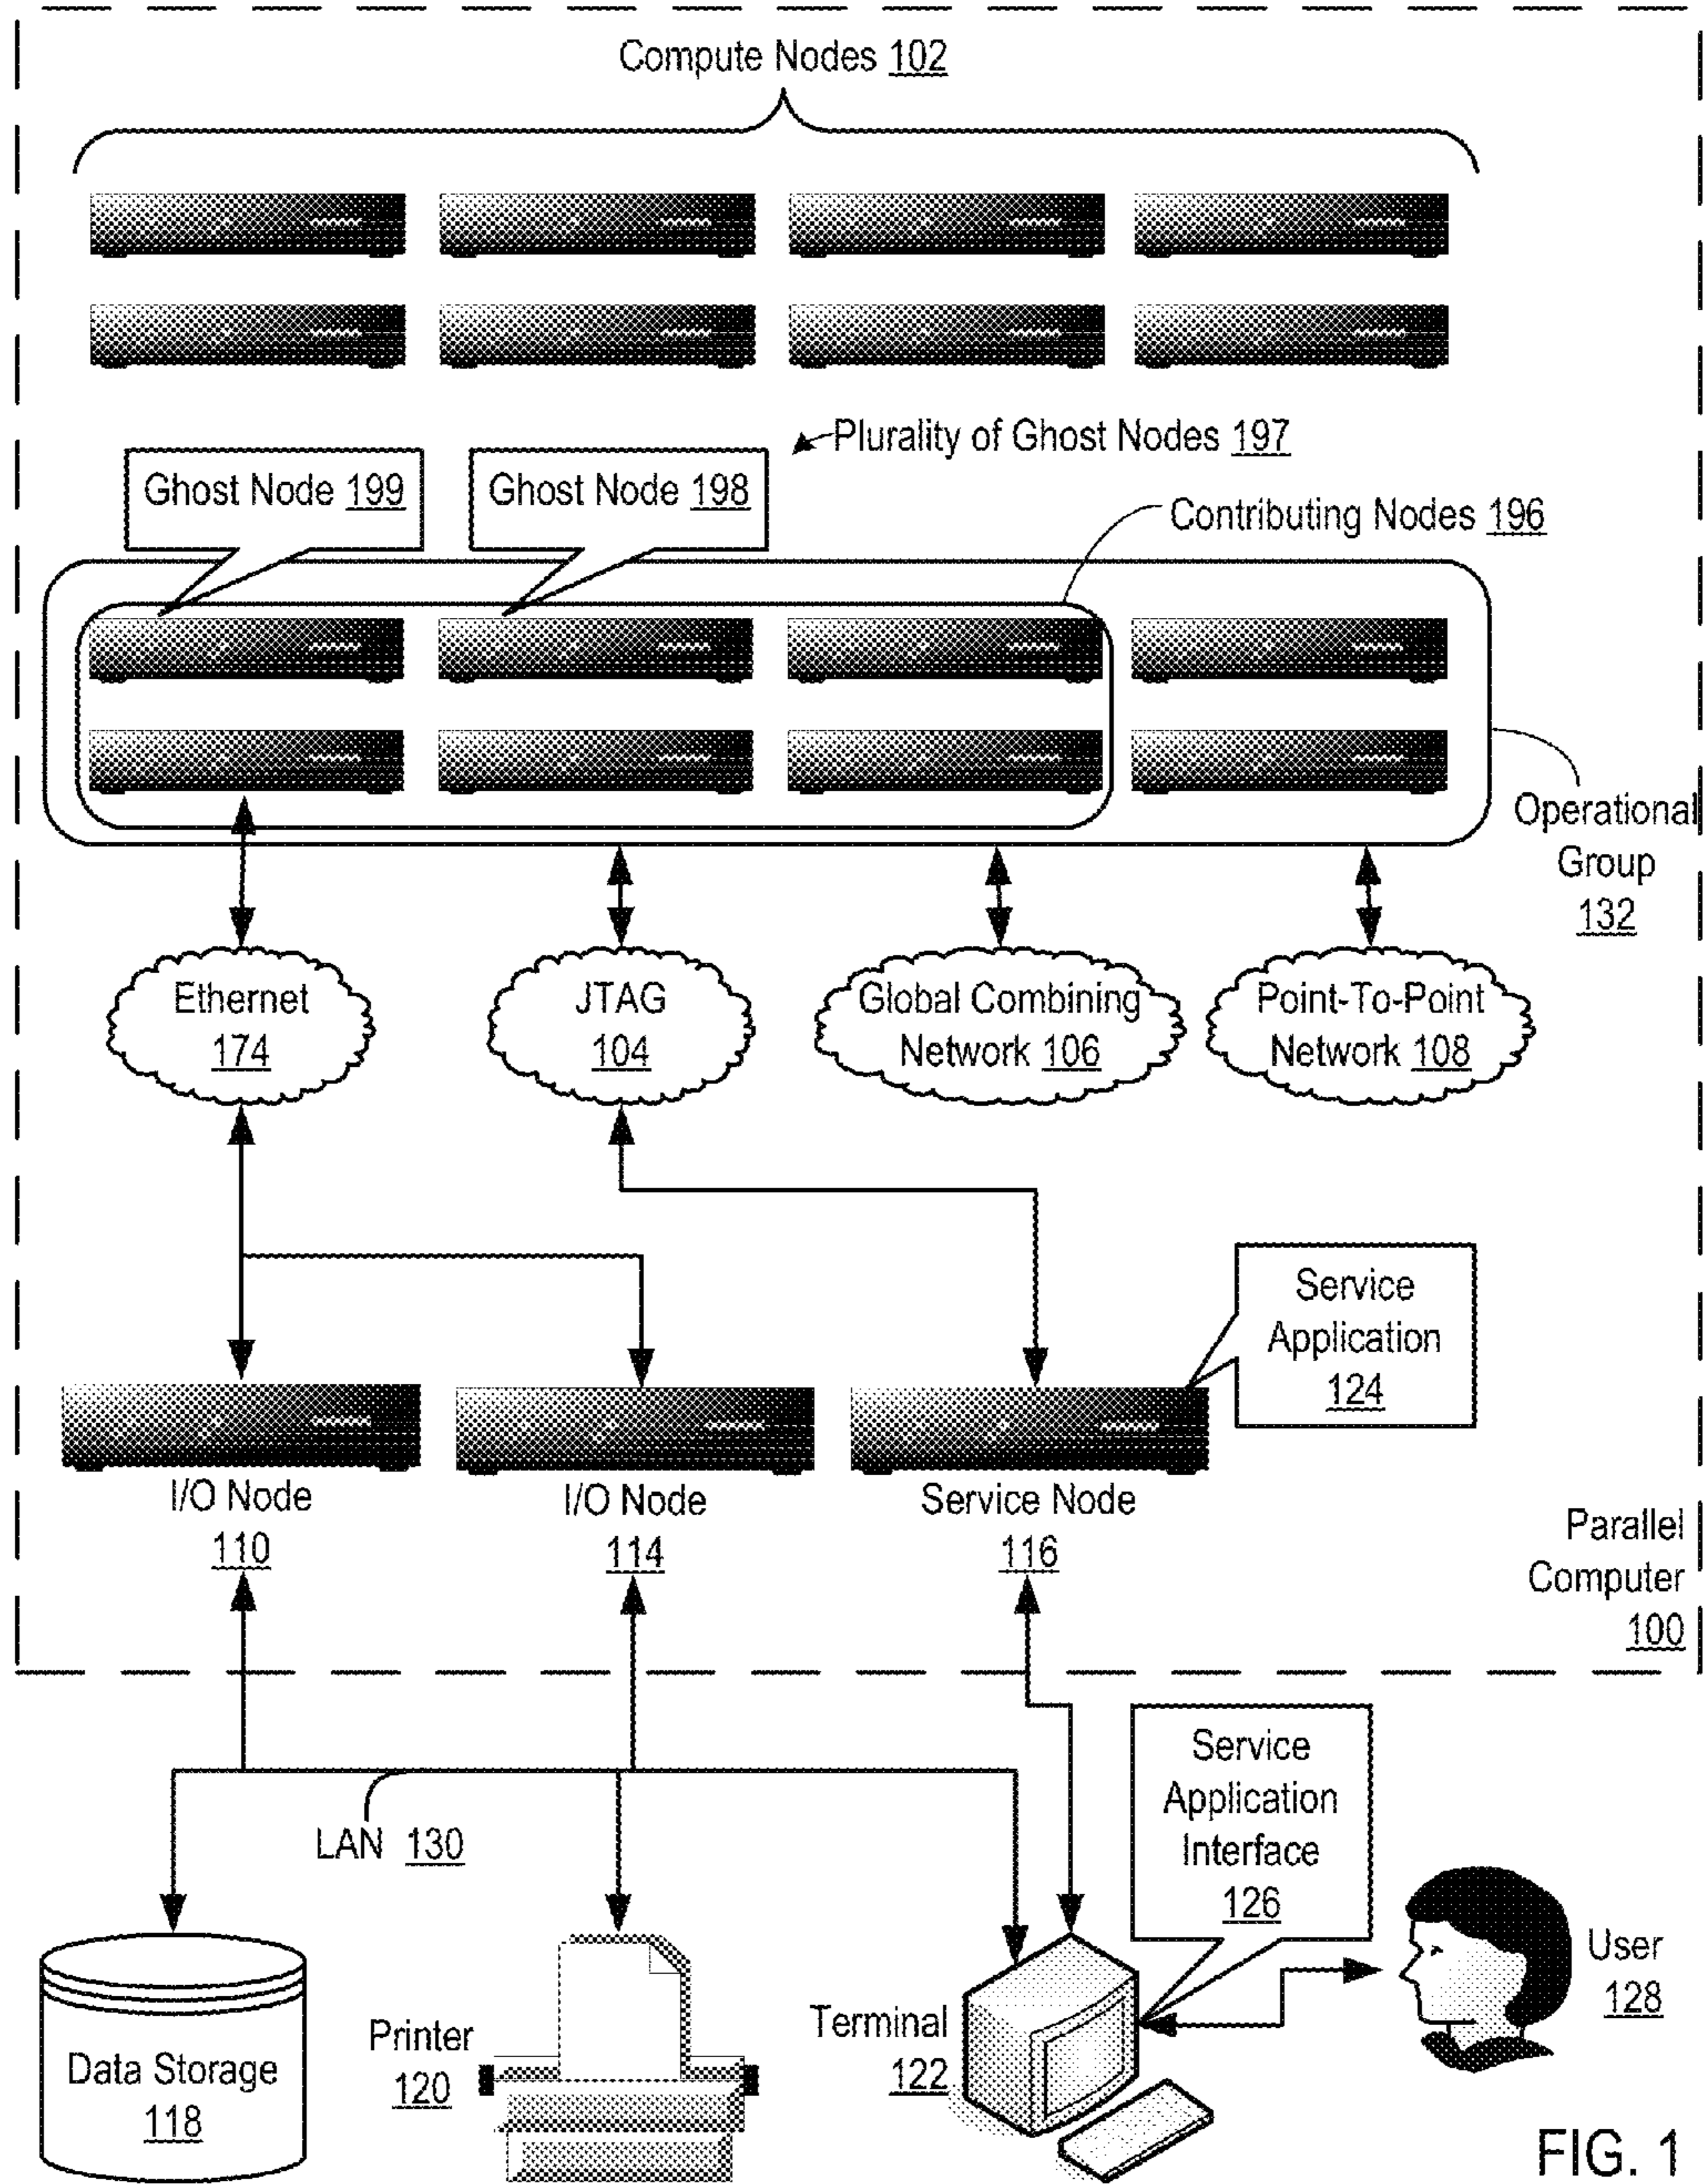 Compute Nodes 102
Plurality of Ghost Nodes 197
Ghost Node 199
Ghost Node 198
Contributing Nodes 196
Operational
Group
132
Ethernet
174
JTAG
104
Global Combining
Network 106
Point-To-Point
Network 108
Service
Application
124
I/O Node
110
I/O Node
114
Service Node
116
Parallel
Computer
100
Service
Application
Interface
126
LAN 130
Data Storage
118
Printer
120
Terminal
122
User
128
FIG. 1